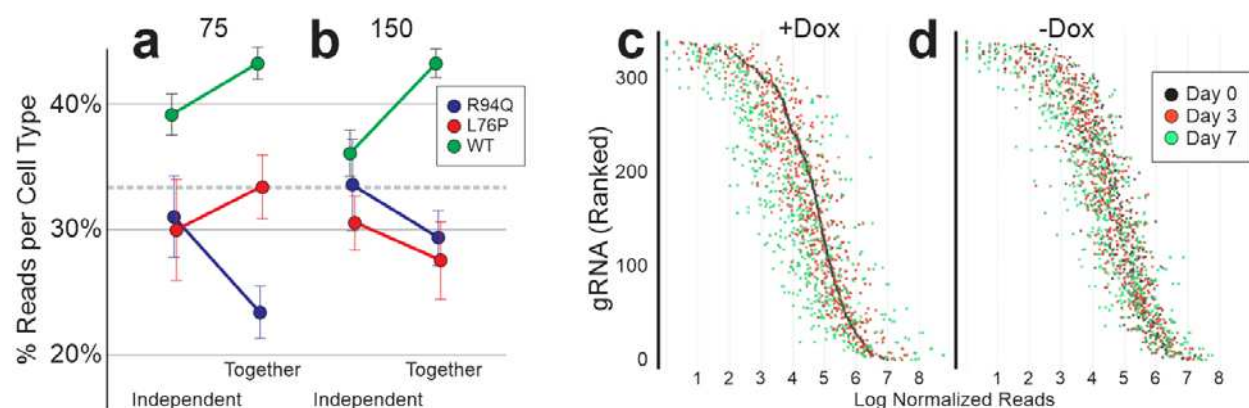 a
75
b
150
c
+Dox
d
-Dox
% Reads per Cell Type
40%
30%
20%
R94Q
L76P
WT
Independent
Together
Independent
Together
gRNA (Ranked)
300
200
100
0
1 2 3 4 5 6 7 8
1 2 3 4 5 6 7 8
Log Normalized Reads
Day 0
Day 3
Day 7